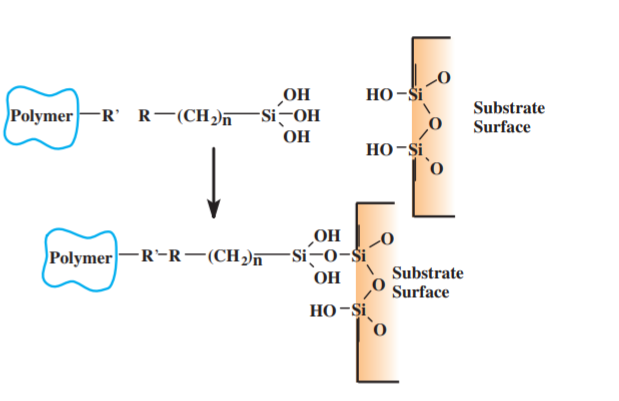 OH
HO–Si O
Polymer –R' R–(CH₂)n–Si–OH O Substrate
Surface
OH HO–Si
O
OH O
Polymer –R'–R–(CH₂)n–Si–O–Si
OH O Substrate
Surface
HO–Si
O